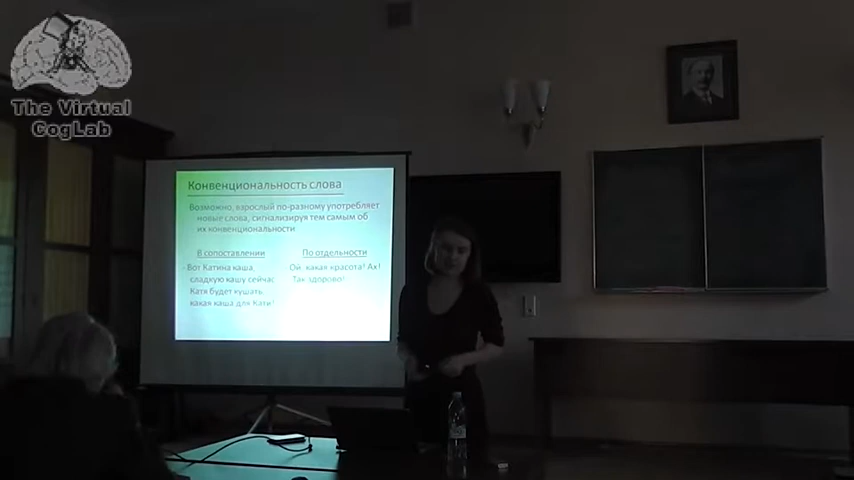 The Virtual
CogLab
Конвенциональность слова
Возможно, взрослый по-разному употребляет
новые слова, сигнализируя тем самым об
их конвенциональности
В сопоставлении
- Вот Катина каша,
сладкую кашу сейчас
Катя будет кушать,
какая каша для Кати!
По отдельности
Ой, какая красота! Ах!
Так здорово!